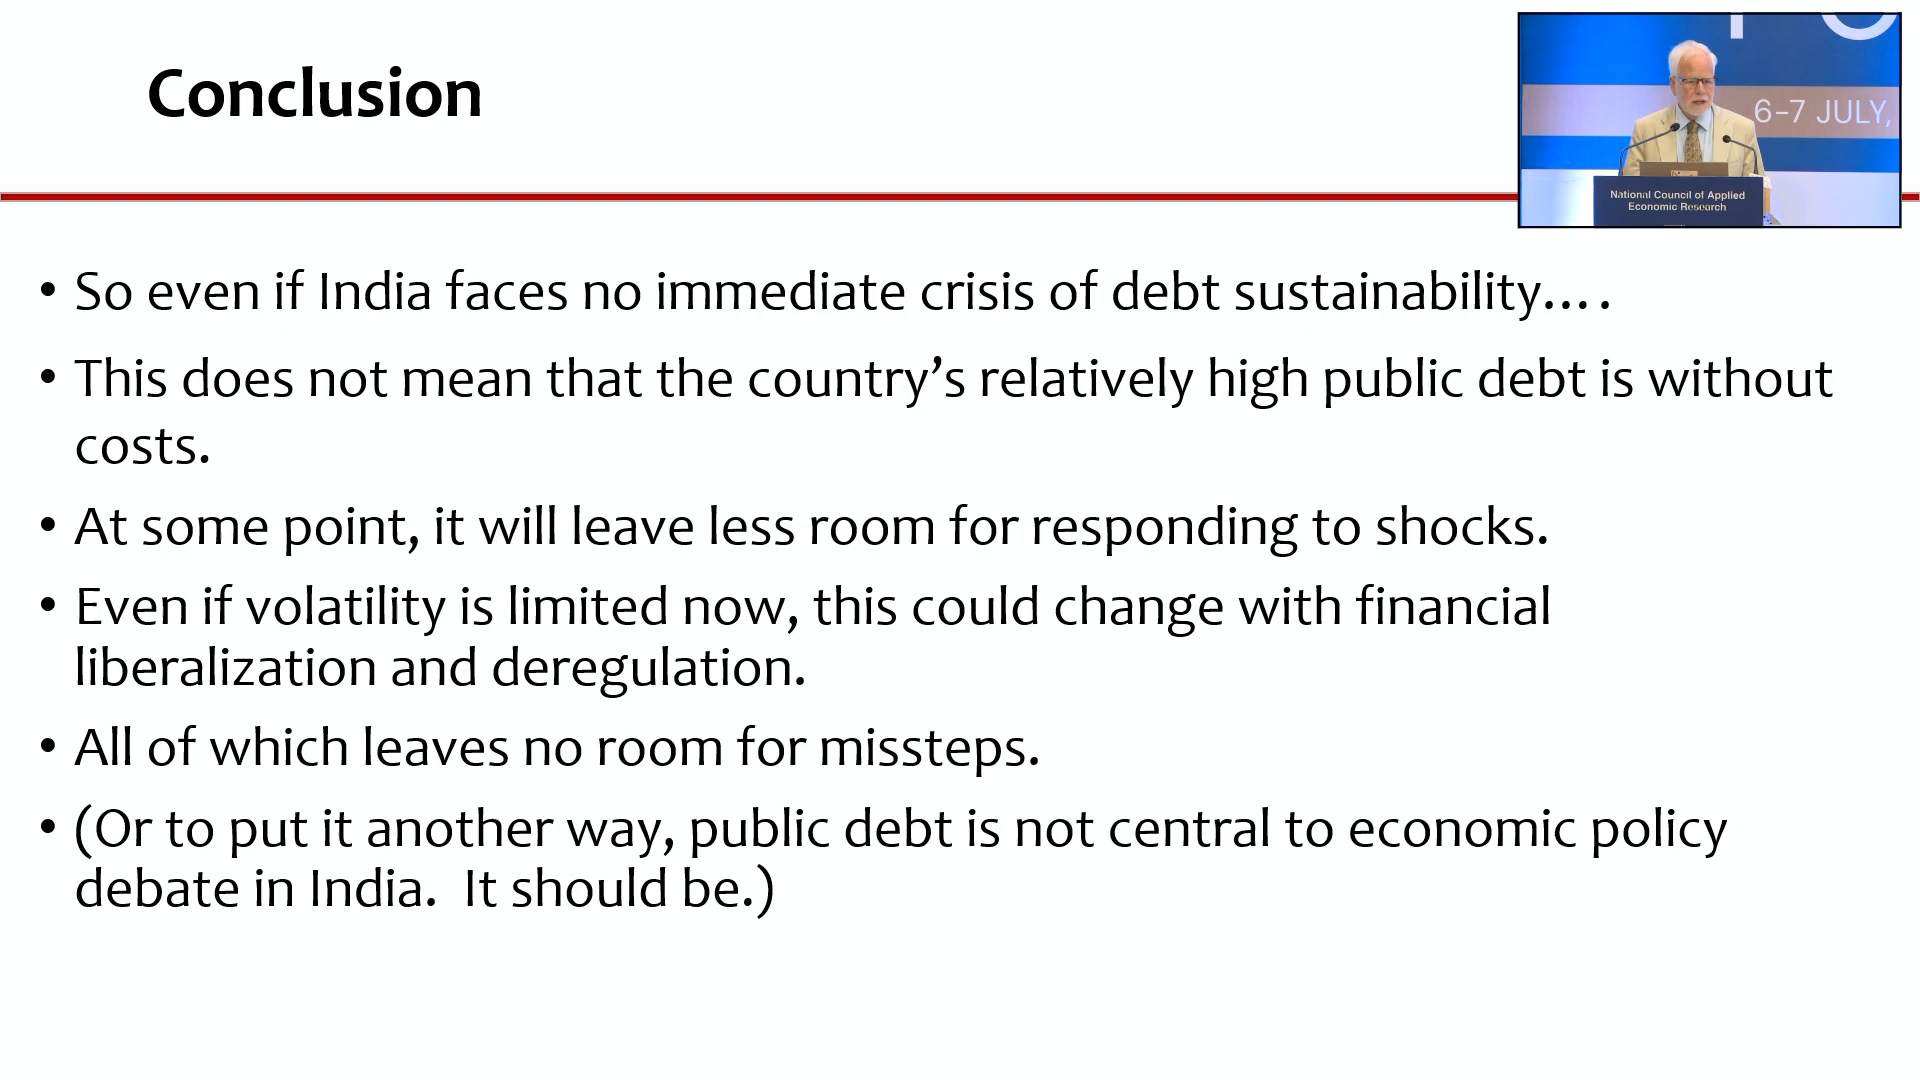 Conclusion
6-7 JULY,
National Council of Applied
Economic Research
• So even if India faces no immediate crisis of debt sustainability….
• This does not mean that the country’s relatively high public debt is without
costs.
• At some point, it will leave less room for responding to shocks.
• Even if volatility is limited now, this could change with financial
liberalization and deregulation.
• All of which leaves no room for missteps.
• (Or to put it another way, public debt is not central to economic policy
debate in India.  It should be.)